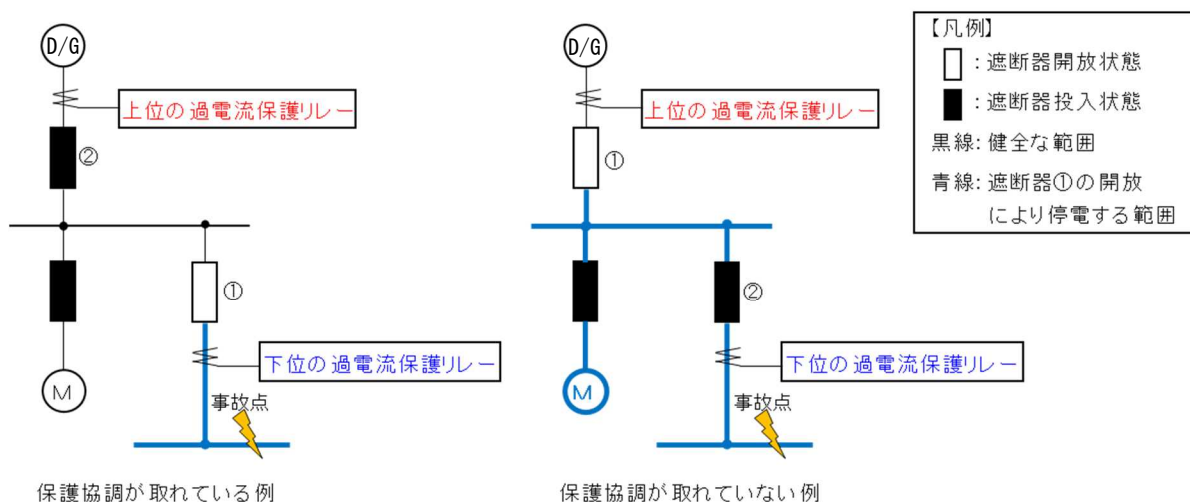 D/G
上位の過電流保護リレー
②
①
M
下位の過電流保護リレー
事故点
保護協調が取れている例
D/G
上位の過電流保護リレー
①
②
M
下位の過電流保護リレー
事故点
保護協調が取れていない例
【凡例】
：遮断器開放状態
：遮断器投入状態
黒線：健全な範囲
青線：遮断器①の開放
により停電する範囲